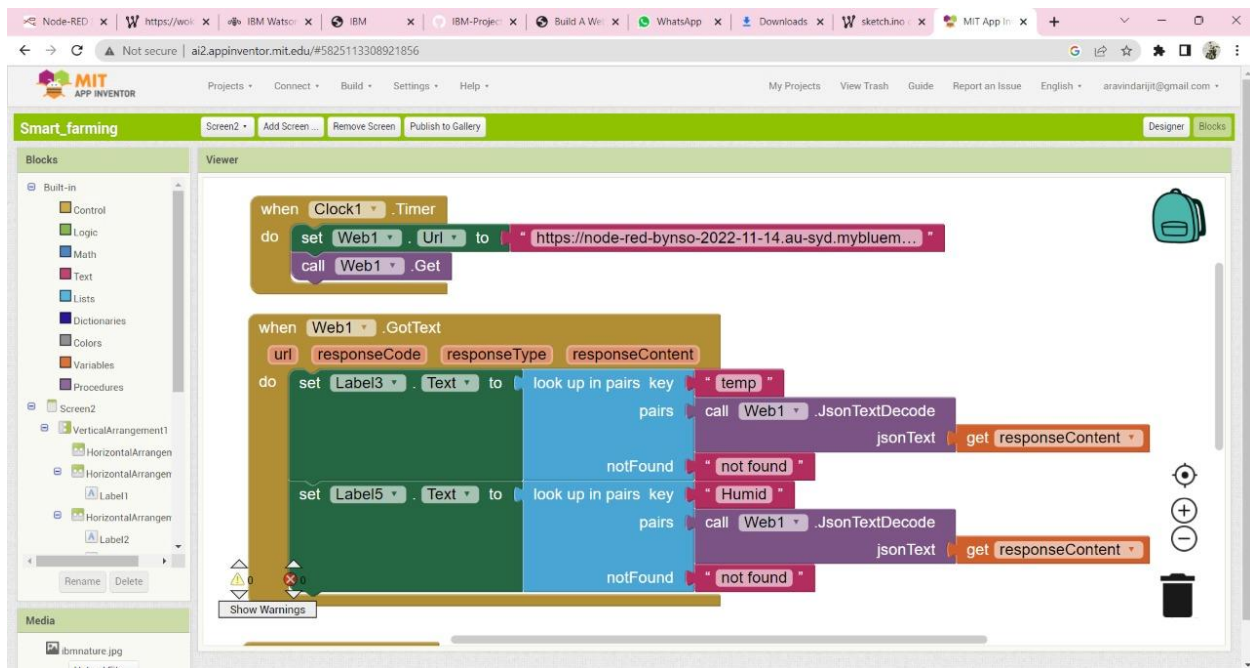 Node-RED : https://wok IBM Watson IBM IBM-Project Build A We WhatsApp Downloads sketch.ino MIT App In
Not secure | ai2.appinventor.mit.edu/#5825113308921856
MIT
APP INVENTOR
Projects Connect Build Settings Help My Projects View Trash Guide Report an Issue English aravindarijit@gmail.com
Smart_farming Screen2 Add Screen ... Remove Screen Publish to Gallery Designer Blocks
Blocks Viewer
Built-in
Control
Logic
Math
Text
Lists
Dictionaries
Colors
Variables
Procedures
Screen2
VerticalArrangement1
HorizontalArrangen
HorizontalArrangen
Label1
HorizontalArrangen
Label2
Rename Delete
Media
ibmnature.jpg
when Clock1 .Timer
do set Web1 . Url to " https://node-red-bynso-2022-11-14.au-syd.mybluem... "
call Web1 .Get
when Web1 .GotText
url responseCode responseType responseContent
do set Label3 . Text to look up in pairs key " temp "
pairs call Web1 .JsonTextDecode
jsonText get responseContent
notFound " not found "
set Label5 . Text to look up in pairs key " Humid "
pairs call Web1 .JsonTextDecode
jsonText get responseContent
notFound " not found "
0 0
Show Warnings